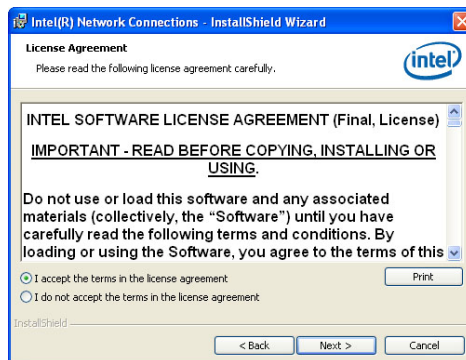 Intel(R) Network Connections - InstallShield Wizard
License Agreement
Please read the following license agreement carefully.
intel
INTEL SOFTWARE LICENSE AGREEMENT (Final, License)
IMPORTANT - READ BEFORE COPYING, INSTALLING OR
USING.
Do not use or load this software and any associated
materials (collectively, the “Software”) until you have
carefully read the following terms and conditions. By
loading or using the Software, you agree to the terms of this
I accept the terms in the license agreement
Print
I do not accept the terms in the license agreement
InstallShield
< Back
Next >
Cancel